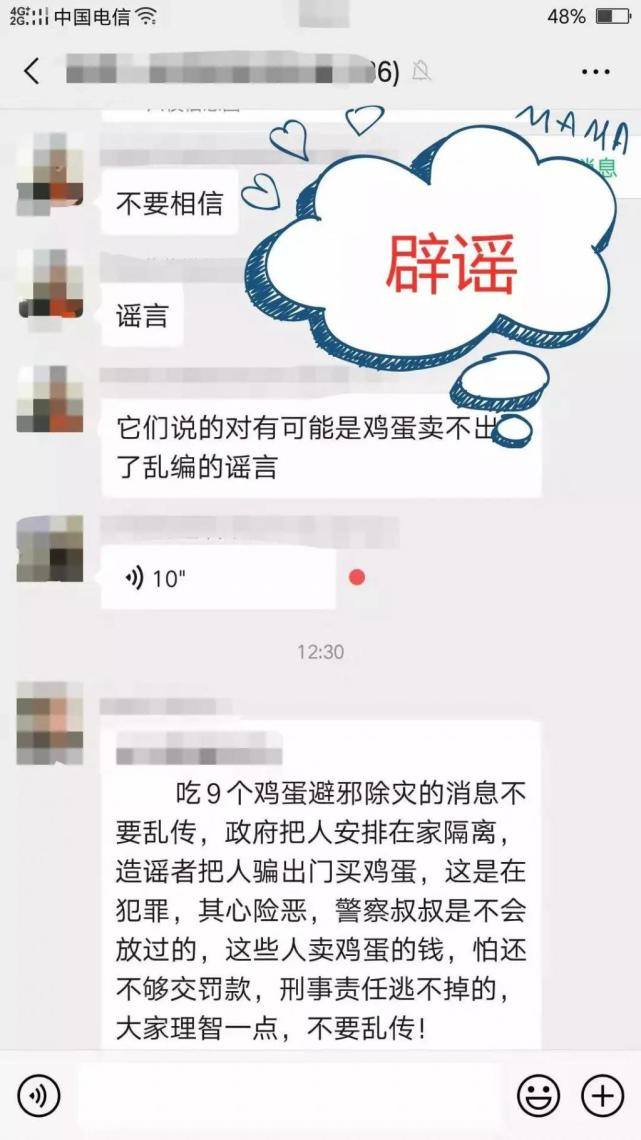 4G+
2G
中国电信
48%
6)
MAMA
消息
不要相信
辟谣
谣言
它们说的对有可能是鸡蛋卖不出
了乱编的谣言
10"
12:30
吃9个鸡蛋避邪除灾的消息不
要乱传，政府把人安排在家隔离，
造谣者把人骗出门买鸡蛋，这是在
犯罪，其心险恶，警察叔叔是不会
放过的，这些人卖鸡蛋的钱，怕还
不够交罚款，刑事责任逃不掉的，
大家理智一点，不要乱传！